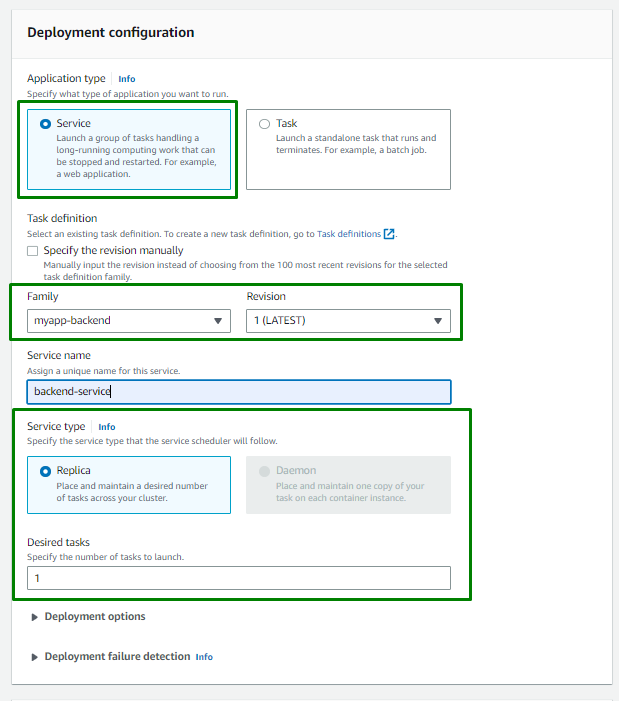 Deployment configuration
Application type Info
Specify what type of application you want to run.
Service
Launch a group of tasks handling a
long-running computing work that can
be stopped and restarted. For example,
a web application.
Task
Launch a standalone task that runs and
terminates. For example, a batch job.
Task definition
Select an existing task definition. To create a new task definition, go to Task definitions.
Specify the revision manually
Manually input the revision instead of choosing from the 100 most recent revisions for the selected
task definition family.
Family
myapp-backend
Revision
1 (LATEST)
Service name
Assign a unique name for this service.
backend-service
Service type Info
Specify the service type that the service scheduler will follow.
Replica
Place and maintain a desired number
of tasks across your cluster.
Daemon
Place and maintain one copy of your
task on each container instance.
Desired tasks
Specify the number of tasks to launch.
1
Deployment options
Deployment failure detection Info